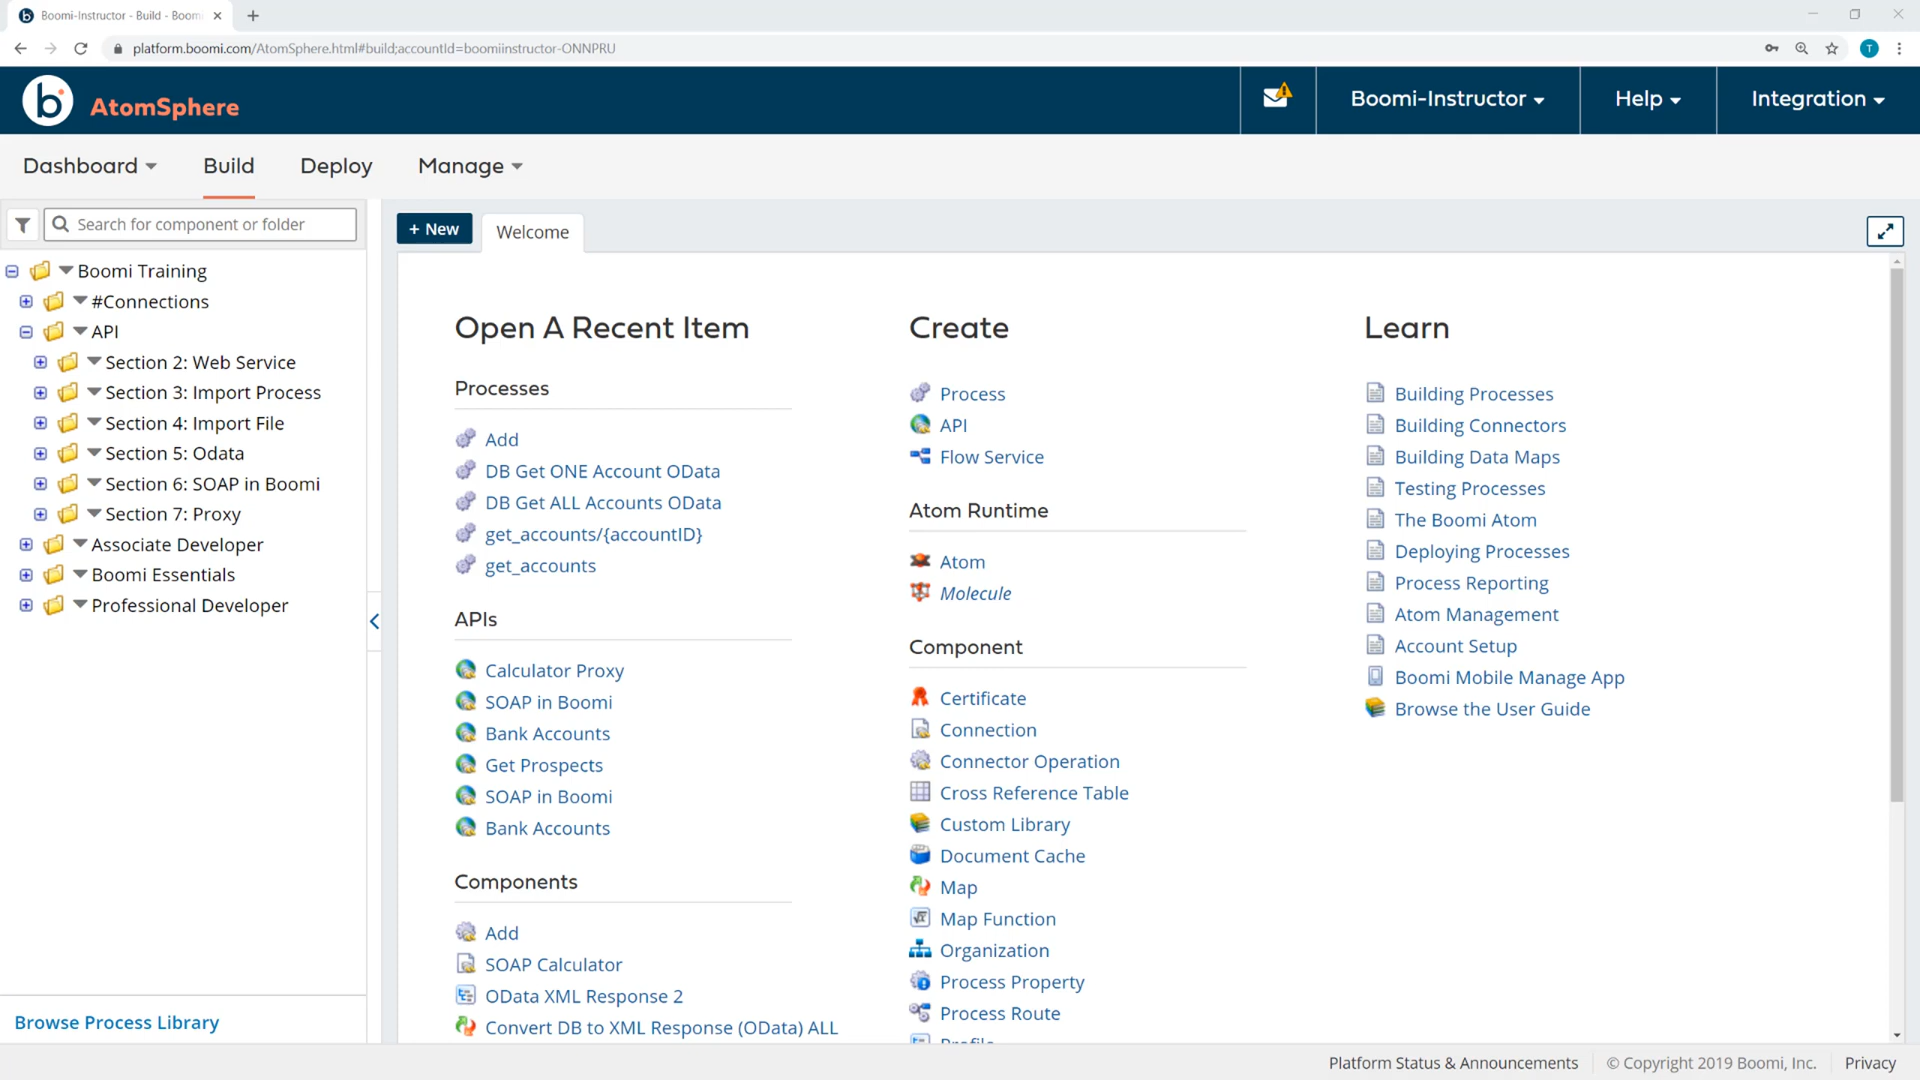 Boomi-Instructor - Build - Boom
platform.boomi.com/AtomSphere.html#build;accountId=boomiinstructor-ONNPRU
T
b AtomSphere
Boomi-Instructor
Help
Integration
Dashboard
Build
Deploy
Manage
Search for component or folder
+ New
Welcome
Boomi Training
#Connections
API
Section 2: Web Service
Section 3: Import Process
Section 4: Import File
Section 5: Odata
Section 6: SOAP in Boomi
Section 7: Proxy
Associate Developer
Boomi Essentials
Professional Developer
Browse Process Library
Open A Recent Item
Processes
Add
DB Get ONE Account OData
DB Get ALL Accounts OData
get_accounts/{accountID}
get_accounts
APIs
Calculator Proxy
SOAP in Boomi
Bank Accounts
Get Prospects
SOAP in Boomi
Bank Accounts
Components
Add
SOAP Calculator
OData XML Response 2
Convert DB to XML Response (OData) ALL
Create
Process
API
Flow Service
Atom Runtime
Atom
Molecule
Component
Certificate
Connection
Connector Operation
Cross Reference Table
Custom Library
Document Cache
Map
Map Function
Organization
Process Property
Process Route
Profile
Learn
Building Processes
Building Connectors
Building Data Maps
Testing Processes
The Boomi Atom
Deploying Processes
Process Reporting
Atom Management
Account Setup
Boomi Mobile Manage App
Browse the User Guide
Platform Status & Announcements
© Copyright 2019 Boomi, Inc.
Privacy